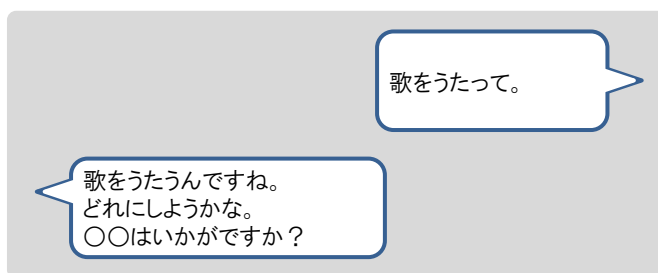 歌をうたって。
歌をうたうんですね。
どれにしようかな。
○○はいかがですか？